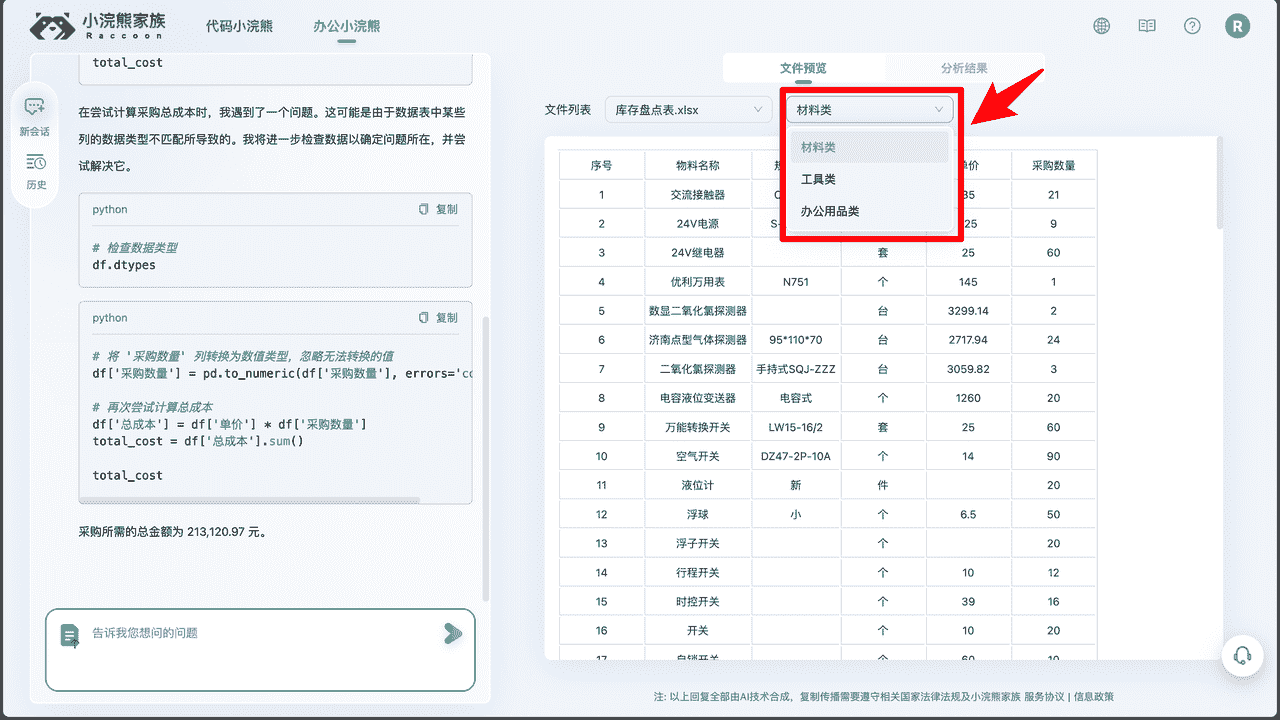 小浣熊家族
Raccoon
代码小浣熊
办公小浣熊
R
新会话
历史
total_cost
在尝试计算采购总成本时，我遇到了一个问题。这可能是由于数据表中某些
列的数据类型不匹配所导致的。我将进一步检查数据以确定问题所在，并尝
试解决它。
python 复制
# 检查数据类型
df.dtypes
python 复制
# 将 '采购数量' 列转换为数值类型，忽略无法转换的值
df['采购数量'] = pd.to_numeric(df['采购数量'], errors='co
# 再次尝试计算总成本
df['总成本'] = df['单价'] * df['采购数量']
total_cost = df['总成本'].sum()
total_cost
采购所需的总金额为 213,120.97 元。
告诉我您想问的问题
文件预览 分析结果
文件列表 库存盘点表.xlsx 材料类
材料类
工具类
办公用品类
序号 物料名称 单价 采购数量
1 交流接触器 35 21
2 24V电源 S- 25 9
3 24V继电器 套 25 60
4 优利万用表 N751 个 145 1
5 数显二氧化氯探测器 台 3299.14 2
6 济南点型气体探测器 95*110*70 台 2717.94 24
7 二氧化氯探测器 手持式SQJ-ZZZ 台 3059.82 3
8 电容液位变送器 电容式 个 1260 20
9 万能转换开关 LW15-16/2 套 25 60
10 空气开关 DZ47-2P-10A 个 14 90
11 液位计 新 件 20
12 浮球 小 个 6.5 50
13 浮子开关 个 20
14 行程开关 个 10 12
15 时控开关 个 39 16
16 开关 个 10 20
17 自锁开关 个 60 10
注: 以上回复全部由AI技术合成，复制传播需要遵守相关国家法律法规及小浣熊家族 服务协议 | 信息政策